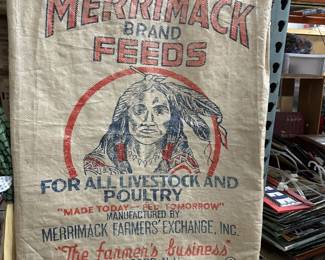 MERRIMACK
BRAND
FEEDS
FOR ALL LIVESTOCK AND
POULTRY
"MADE TODAY—FED TOMORROW"
MANUFACTURED BY
MERRIMACK FARMERS' EXCHANGE, INC.
"The farmer's business"